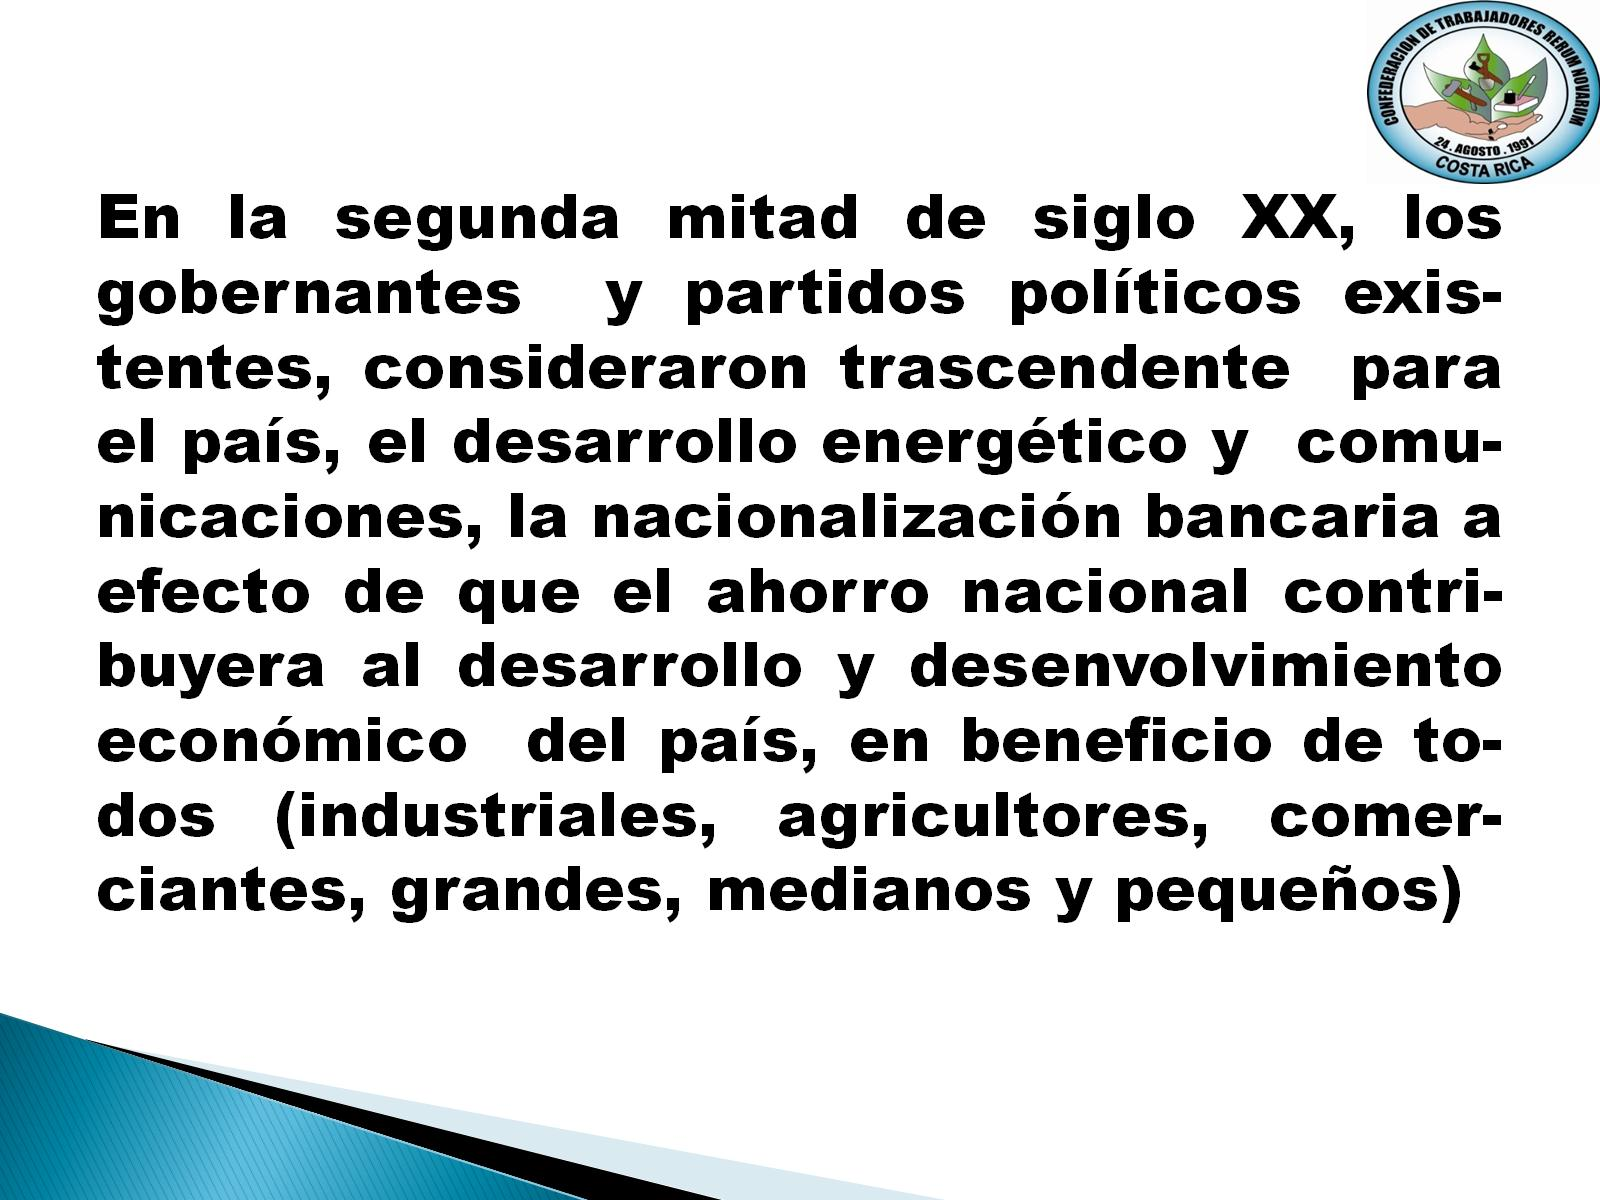 CONFEDERACION DE TRABAJADORES RERUM NOVARUM
24 . AGOSTO . 1991
COSTA RICA
En la segunda mitad de siglo XX, los
gobernantes y partidos políticos exis-
tentes, consideraron trascendente para
el país, el desarrollo energético y comu-
nicaciones, la nacionalización bancaria a
efecto de que el ahorro nacional contri-
buyera al desarrollo y desenvolvimiento
económico del país, en beneficio de to-
dos (industriales, agricultores, comer-
ciantes, grandes, medianos y pequeños)